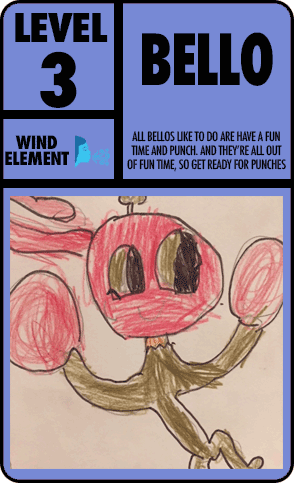 LEVEL
3
BELLO
WIND
ELEMENT
ALL BELLOS LIKE TO DO ARE HAVE A FUN
TIME AND PUNCH. AND THEY'RE ALL OUT
OF FUN TIME, SO GET READY FOR PUNCHES